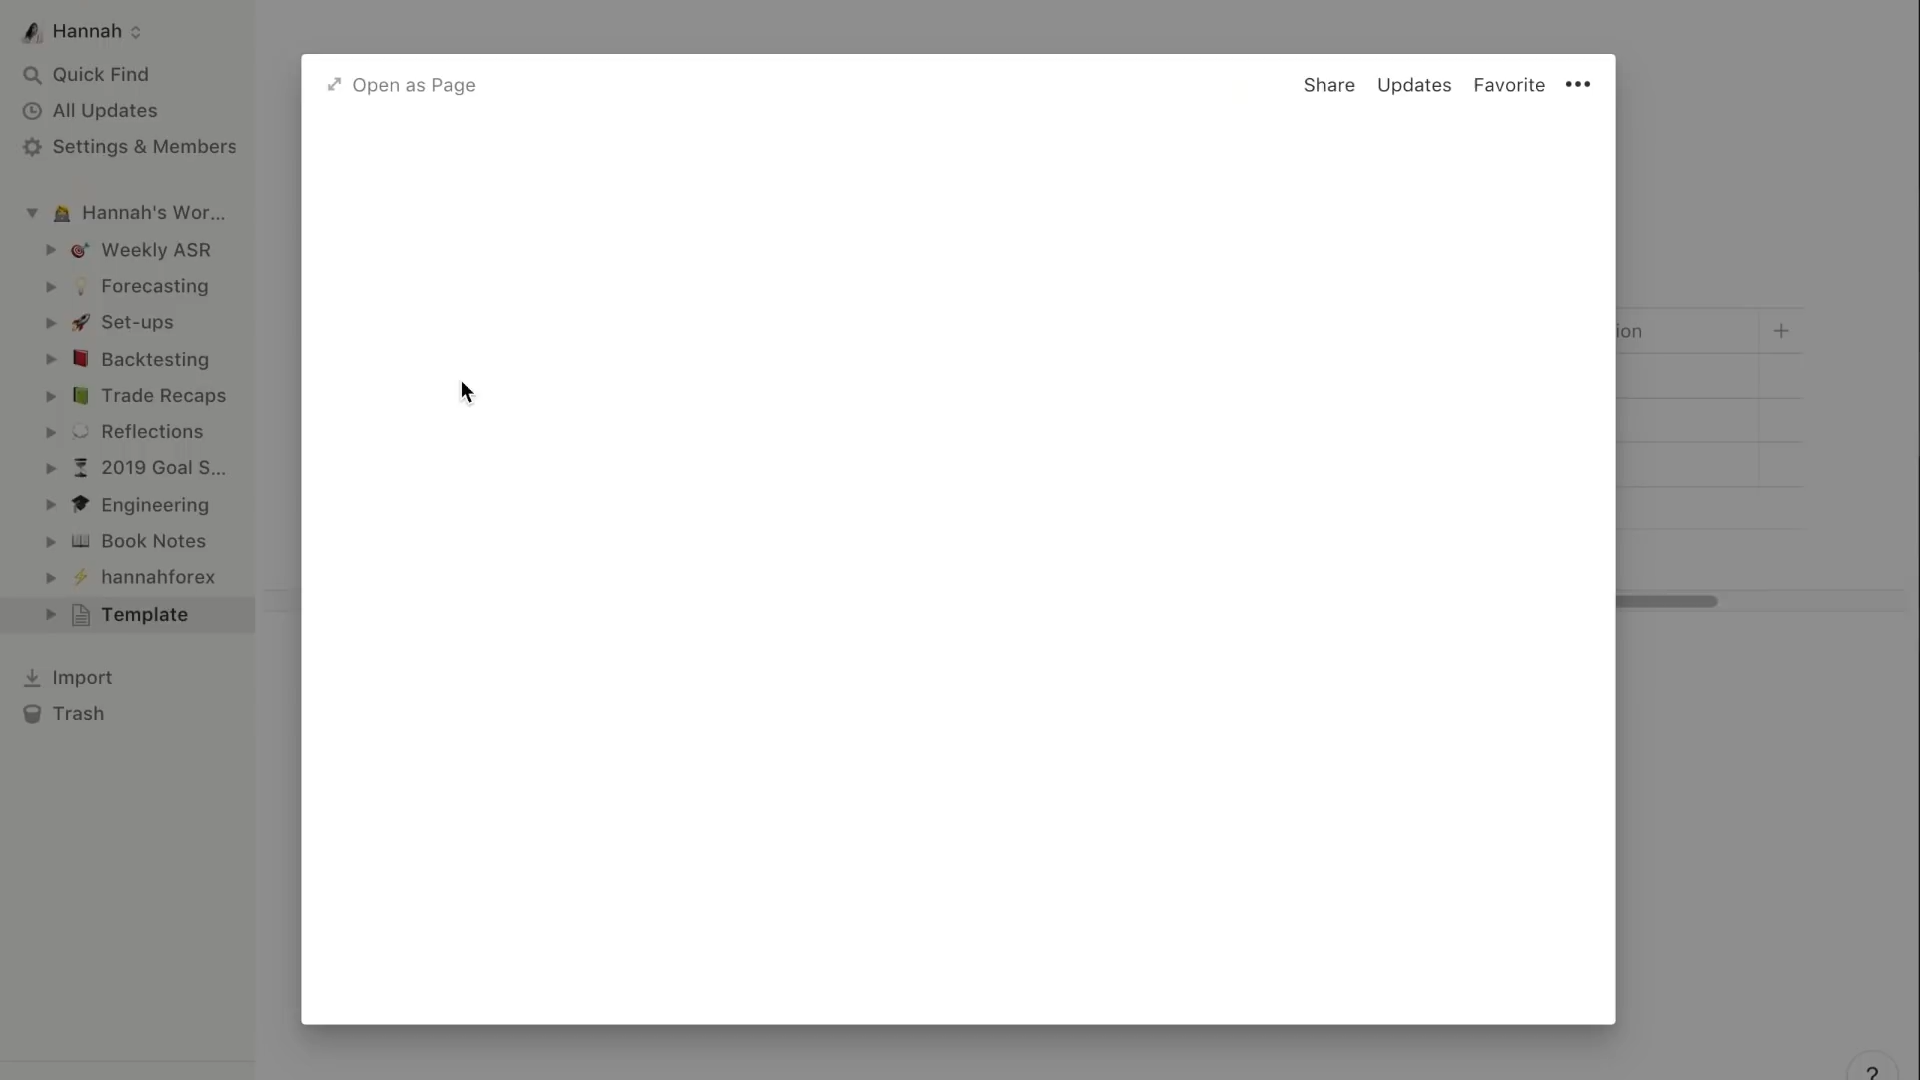 Hannah
Quick Find
All Updates
Settings & Members
Hannah's Wor...
Weekly ASR
Forecasting
Set-ups
Backtesting
Trade Recaps
Reflections
2019 Goal S...
Engineering
Book Notes
hannahforex
Template
Import
Trash
Open as Page
Share Updates Favorite •••
ion +
?